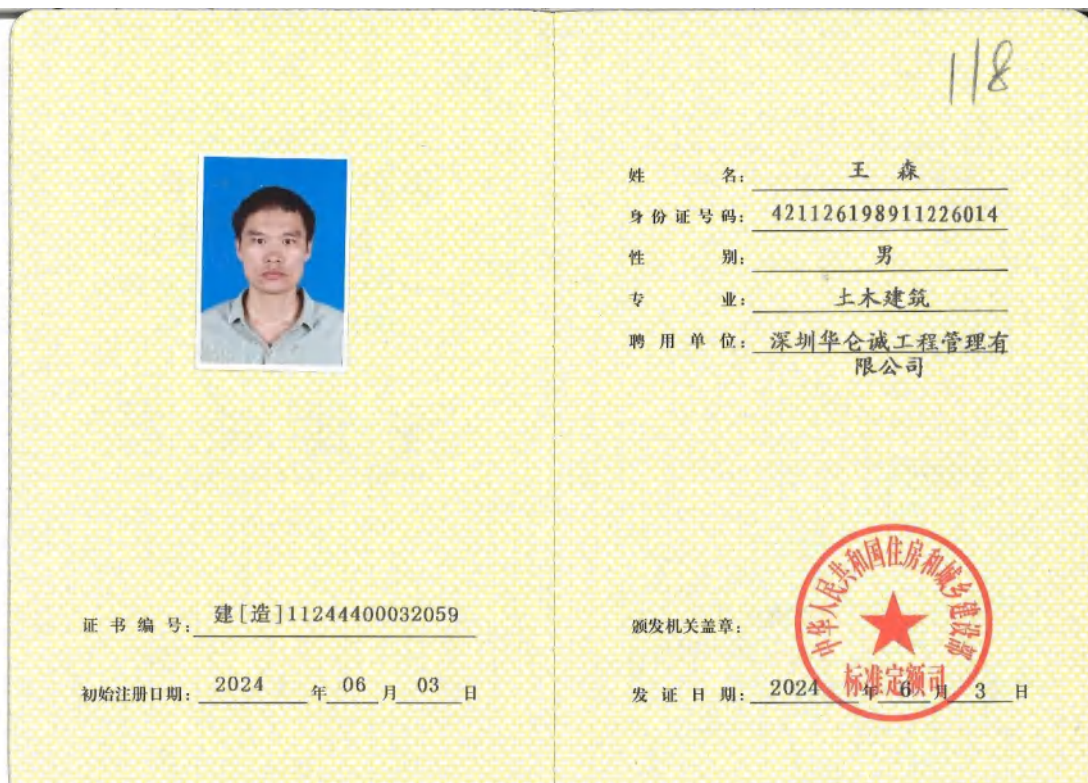 118
姓 名： 王 森
身份证号码： 421126198911226014
性 别： 男
专 业： 土木建筑
聘用单位： 深圳华仑诚工程管理有
限公司
证书编号： 建[造]11244400032059
初始注册日期： 2024 年 06 月 03 日
颁发机关盖章：
中华人民共和国住房和城乡建设部
标准定额司
发证日期： 2024 年 6 月 3 日